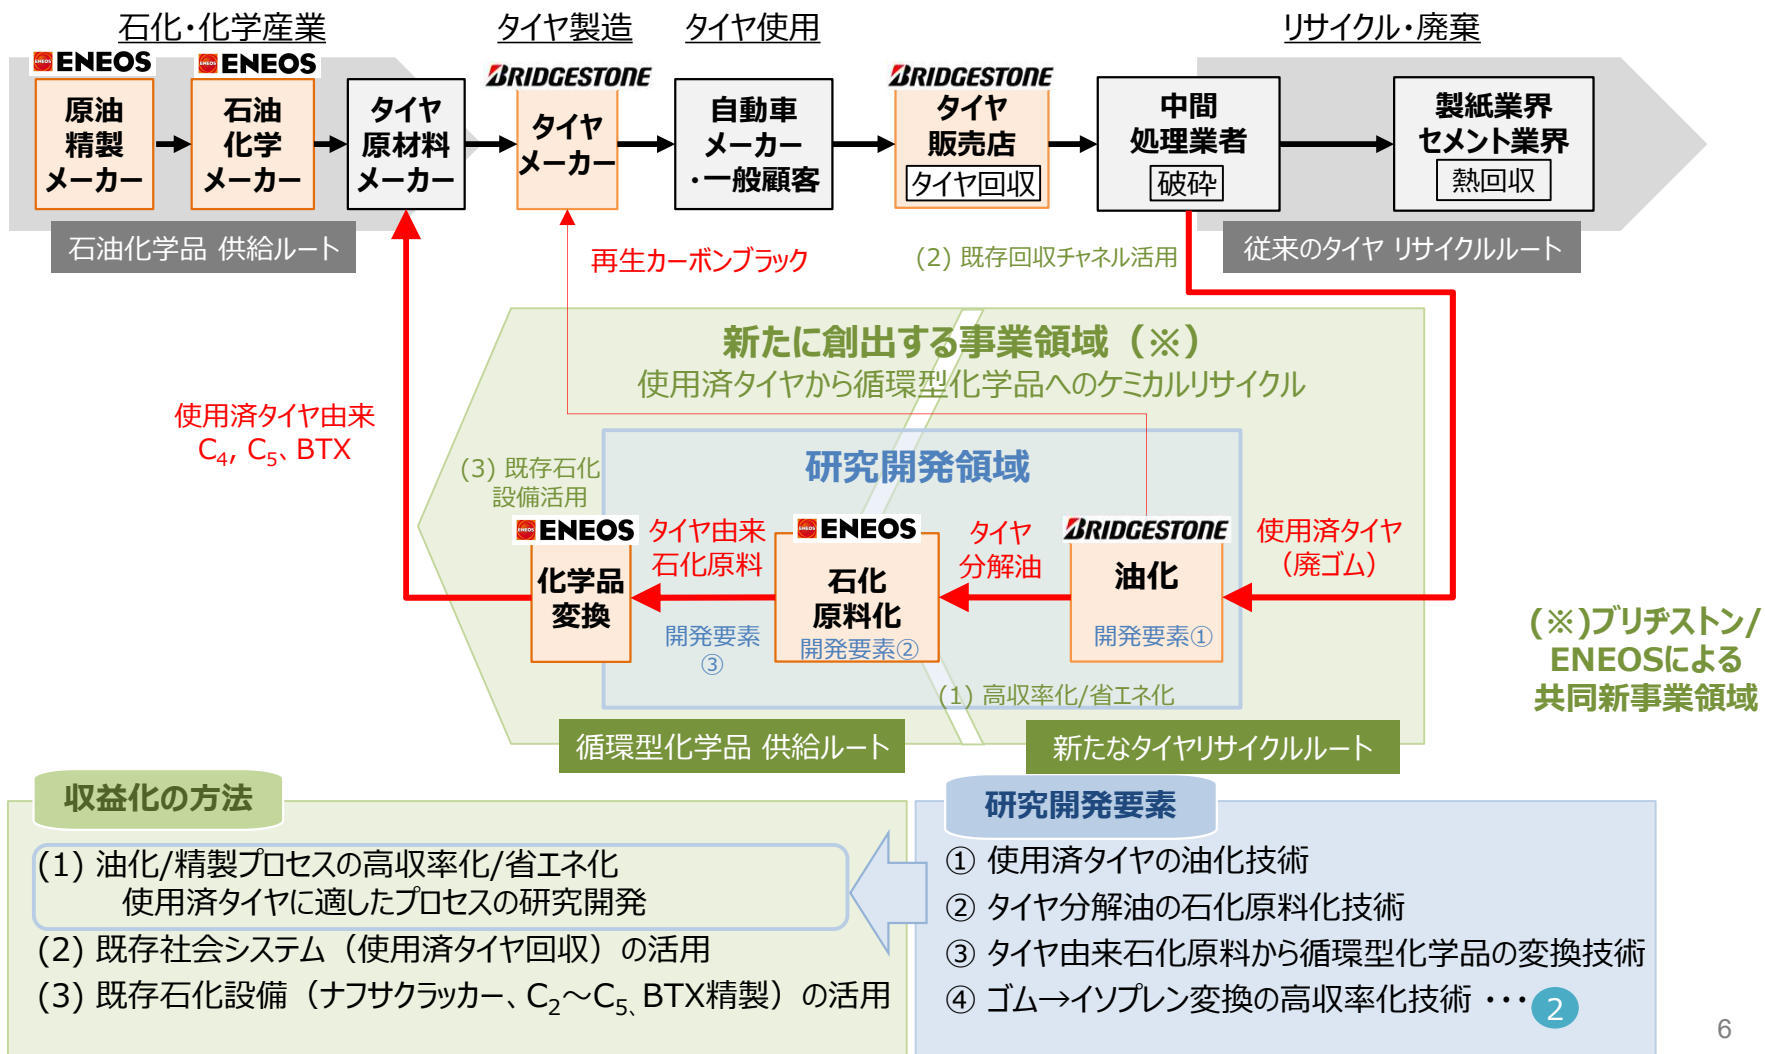 石化・化学産業
タイヤ製造
タイヤ使用
リサイクル・廃棄
ENEOS
ENEOS
BRIDGESTONE
BRIDGESTONE
原油
精製
メーカー
石油
化学
メーカー
タイヤ
原材料
メーカー
タイヤ
メーカー
自動車
メーカー
・一般顧客
タイヤ
販売店
タイヤ回収
中間
処理業者
破砕
製紙業界
セメント業界
熱回収
石油化学品 供給ルート
再生カーボンブラック
(2) 既存回収チャネル活用
従来のタイヤ リサイクルルート
新たに創出する事業領域（※）
使用済タイヤから循環型化学品へのケミカルリサイクル
使用済タイヤ由来
C4, C5、BTX
(3) 既存石化
設備活用
研究開発領域
ENEOS
化学品
変換
タイヤ由来
石化原料
開発要素
③
ENEOS
石化
原料化
開発要素②
タイヤ
分解油
BRIDGESTONE
油化
開発要素①
使用済タイヤ
（廃ゴム）
(1) 高収率化/省エネ化
(※)ブリヂストン/
ENEOSによる
共同新事業領域
循環型化学品 供給ルート
新たなタイヤリサイクルルート
収益化の方法
(1) 油化/精製プロセスの高収率化/省エネ化
使用済タイヤに適したプロセスの研究開発
(2) 既存社会システム（使用済タイヤ回収）の活用
(3) 既存石化設備（ナフサクラッカー、C2～C5、BTX精製）の活用
研究開発要素
① 使用済タイヤの油化技術
② タイヤ分解油の石化原料化技術
③ タイヤ由来石化原料から循環型化学品の変換技術
④ ゴム→イソプレン変換の高収率化技術 ・・・ 2
6